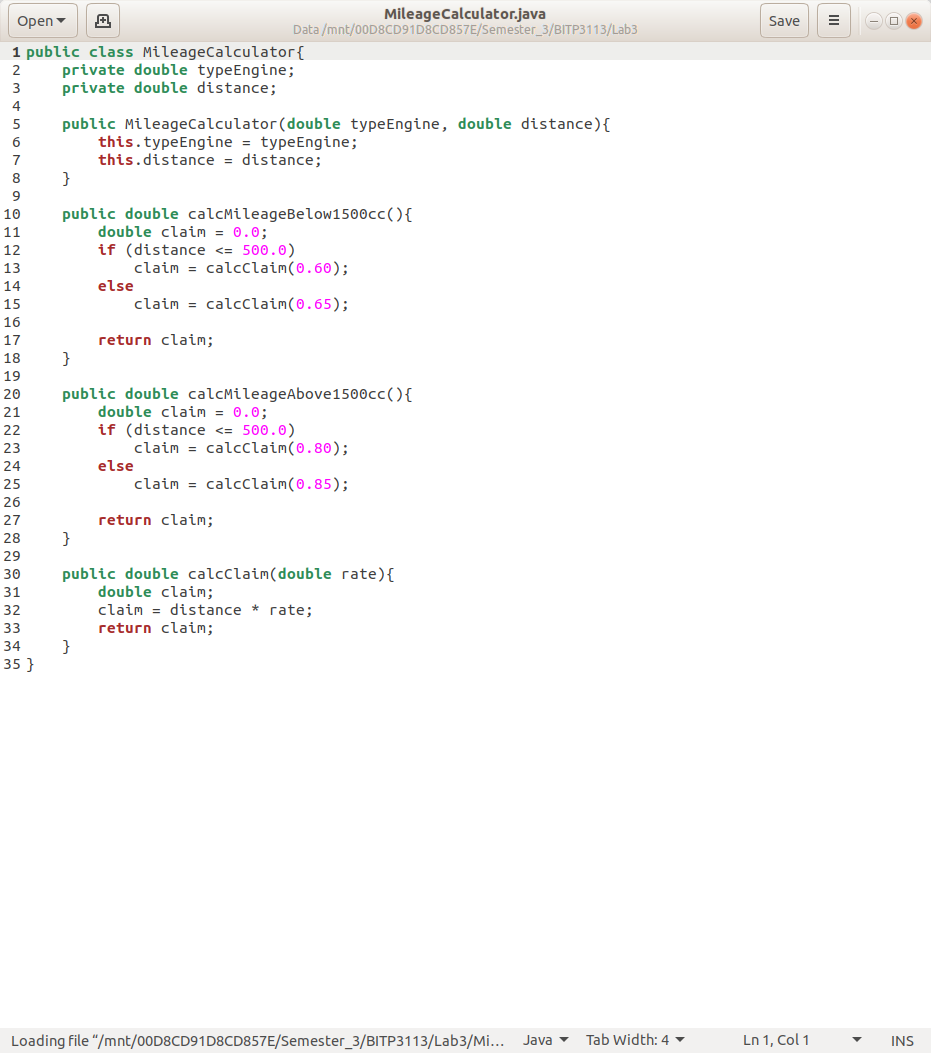 Open
MileageCalculator.java
Data /mnt/00D8CD91D8CD857E/Semester_3/BITP3113/Lab3
Save
1 public class MileageCalculator{
2     private double typeEngine;
3     private double distance;
4
5     public MileageCalculator(double typeEngine, double distance){
6         this.typeEngine = typeEngine;
7         this.distance = distance;
8     }
9
10     public double calcMileageBelow1500cc(){
11         double claim = 0.0;
12         if (distance <= 500.0)
13             claim = calcClaim(0.60);
14         else
15             claim = calcClaim(0.65);
16
17         return claim;
18     }
19
20     public double calcMileageAbove1500cc(){
21         double claim = 0.0;
22         if (distance <= 500.0)
23             claim = calcClaim(0.80);
24         else
25             claim = calcClaim(0.85);
26
27         return claim;
28     }
29
30     public double calcClaim(double rate){
31         double claim;
32         claim = distance * rate;
33         return claim;
34     }
35 }
Loading file “/mnt/00D8CD91D8CD857E/Semester_3/BITP3113/Lab3/Mi… Java Tab Width: 4 Ln 1, Col 1 INS